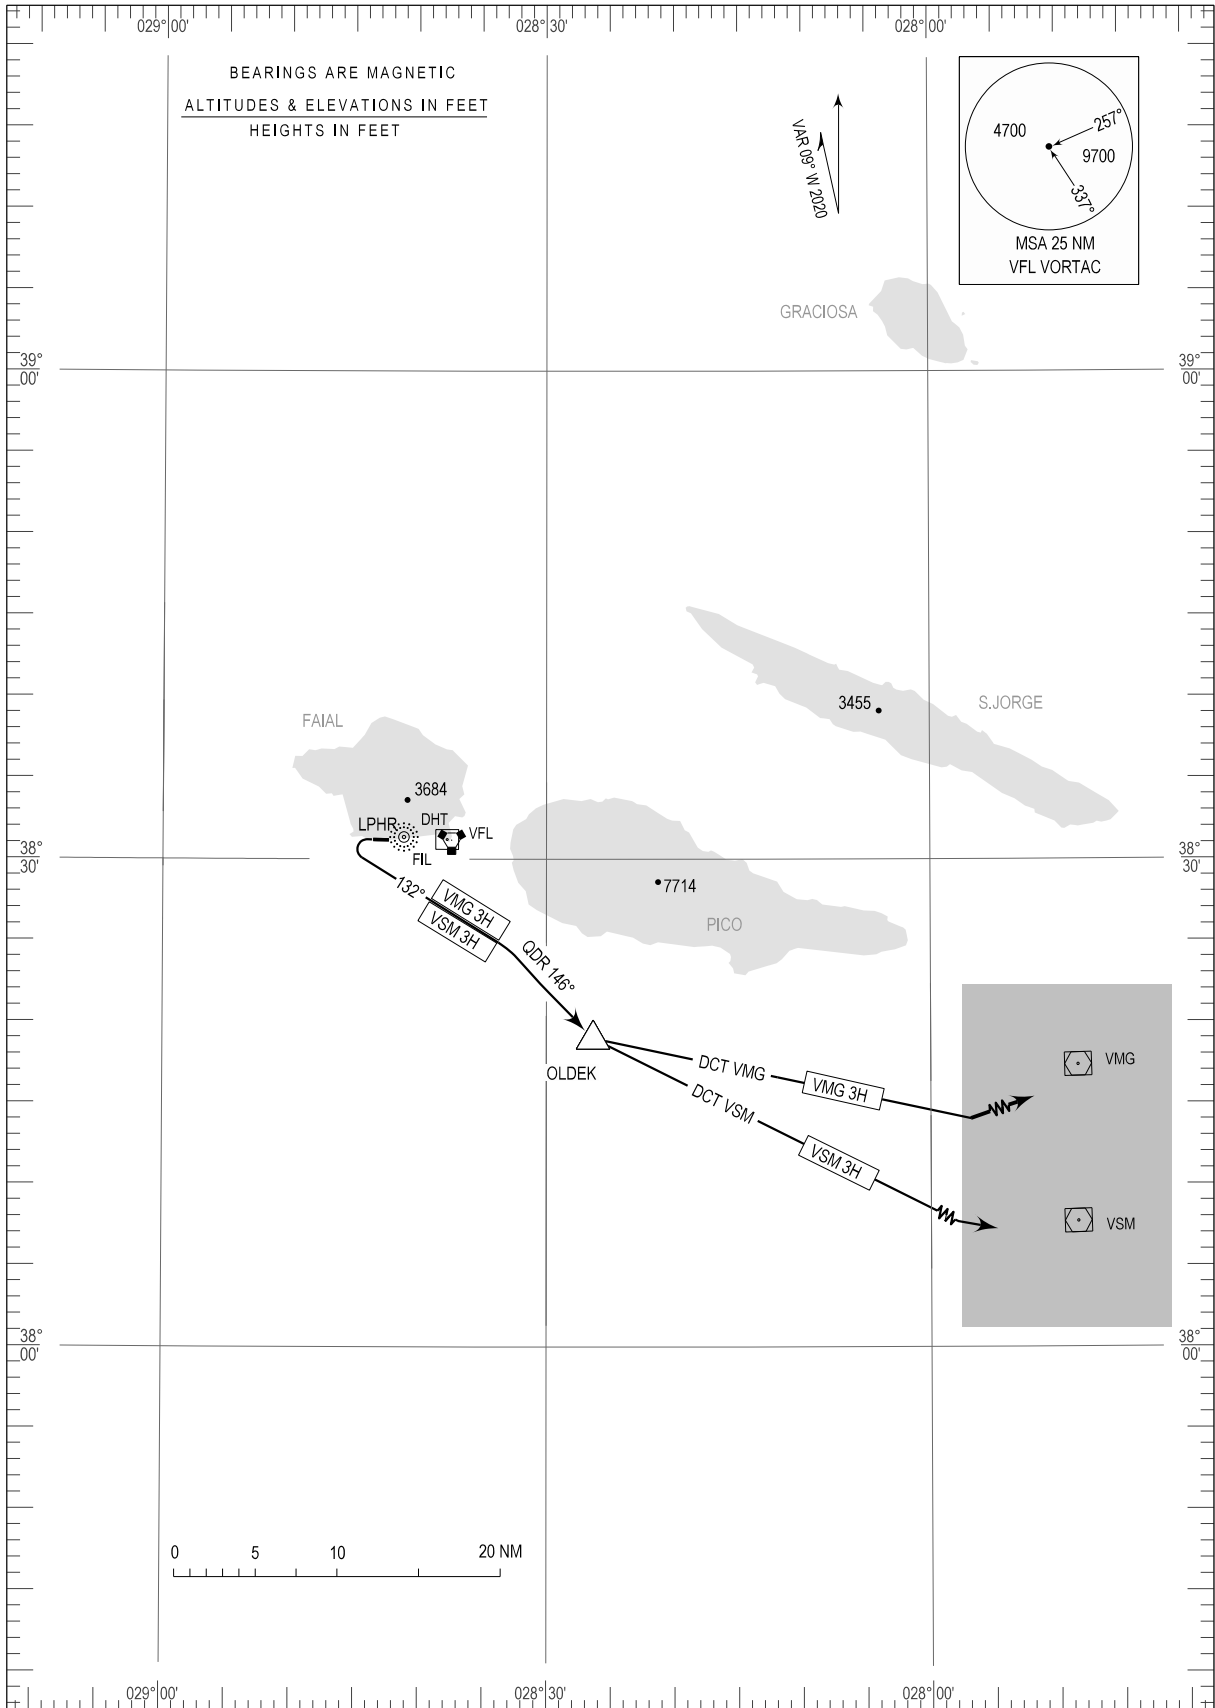 029° 00'
028° 30'
028° 00'
BEARINGS ARE MAGNETIC
ALTITUDES & ELEVATIONS IN FEET
HEIGHTS IN FEET
VAR 09° W 2020
4700
257°
9700
337°
MSA 25 NM
VFL VORTAC
GRACIOSA
39°
00'
39°
00'
3455
S.JORGE
FAIAL
3684
LPHR
DHT
VFL
FIL
38°
30'
38°
30'
7714
PICO
132°
VMG 3H
VSM 3H
QDR 146°
OLDEK
DCT VMG
VMG 3H
DCT VSM
VSM 3H
VMG
VSM
38°
00'
38°
00'
0 5 10 20 NM
029° 00'
028° 30'
028° 00'